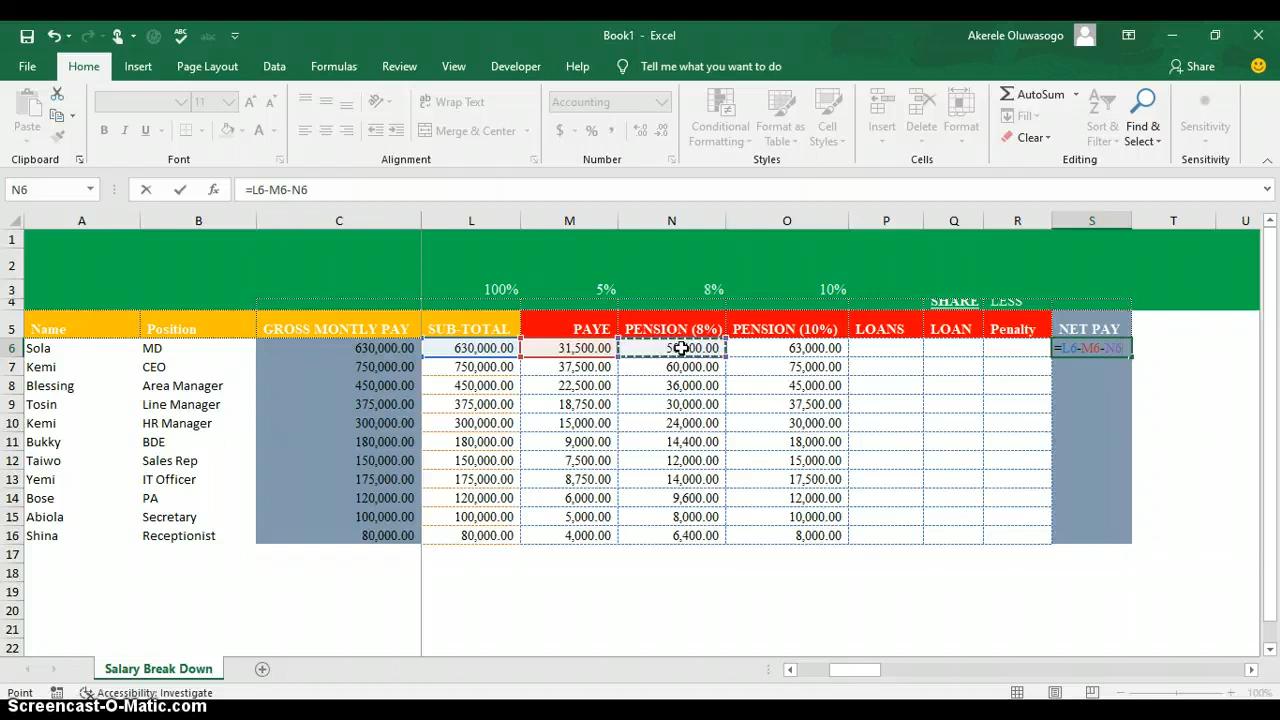 Book1 - Excel
Akerele Oluwasogo
File Home Insert Page Layout Formulas Data Review View Developer Help Tell me what you want to do Share
Paste
11
Wrap Text
Merge & Center
Accounting
$ % ,
Conditional Formatting
Format as Table
Cell Styles
Insert Delete Format
AutoSum
Fill
Clear
Sort & Filter
Find & Select
Sensitivity
Clipboard Font Alignment Number Styles Cells Editing Sensitivity
N6 =L6-M6-N6
A B C L M N O P Q R S T U
1
2
3 100% 5% 8% 10%
4 SHARE LESS
5 Name Position GROSS MONTLY PAY SUB-TOTAL PAYE PENSION (8%) PENSION (10%) LOANS LOAN Penalty NET PAY
6 Sola MD 630,000.00 630,000.00 31,500.00 63,000.00 =L6-M6-N6
7 Kemi CEO 750,000.00 750,000.00 37,500.00 60,000.00 75,000.00
8 Blessing Area Manager 450,000.00 450,000.00 22,500.00 36,000.00 45,000.00
9 Tosin Line Manager 375,000.00 375,000.00 18,750.00 30,000.00 37,500.00
10 Kemi HR Manager 300,000.00 300,000.00 15,000.00 24,000.00 30,000.00
11 Bukky BDE 180,000.00 180,000.00 9,000.00 14,400.00 18,000.00
12 Taiwo Sales Rep 150,000.00 150,000.00 7,500.00 12,000.00 15,000.00
13 Yemi IT Officer 175,000.00 175,000.00 8,750.00 14,000.00 17,500.00
14 Bose PA 120,000.00 120,000.00 6,000.00 9,600.00 12,000.00
15 Abiola Secretary 100,000.00 100,000.00 5,000.00 8,000.00 10,000.00
16 Shina Receptionist 80,000.00 80,000.00 4,000.00 6,400.00 8,000.00
17
18
19
20
21
22
Salary Break Down
Point Accessibility: Investigate 100%
Screencast-O-Matic.com